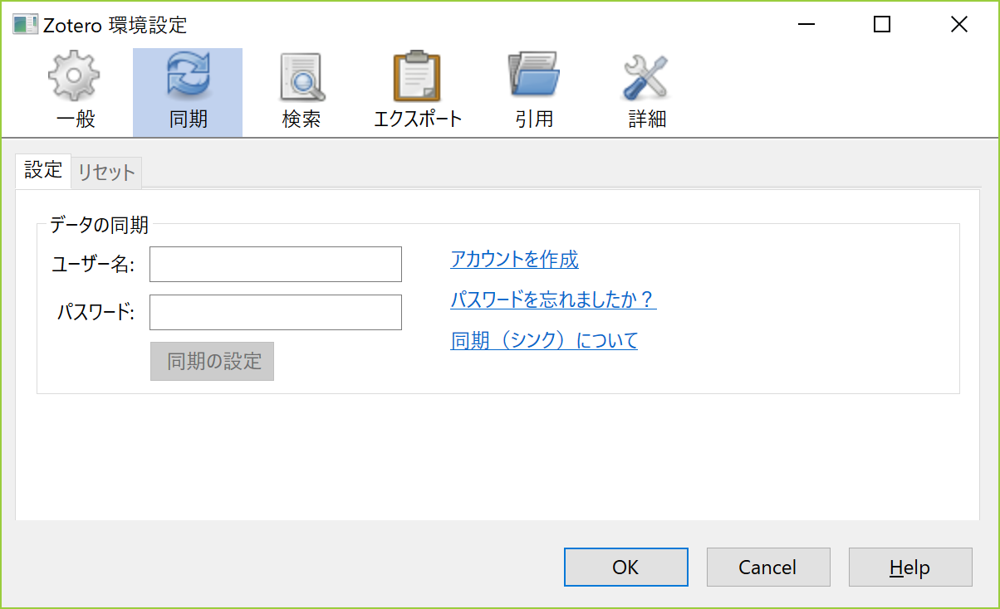 Zotero 環境設定
一般 同期 検索 エクスポート 引用 詳細
設定 リセット
データの同期
ユーザー名: アカウントを作成
パスワード: パスワードを忘れましたか？
同期の設定 同期（シンク）について
OK Cancel Help